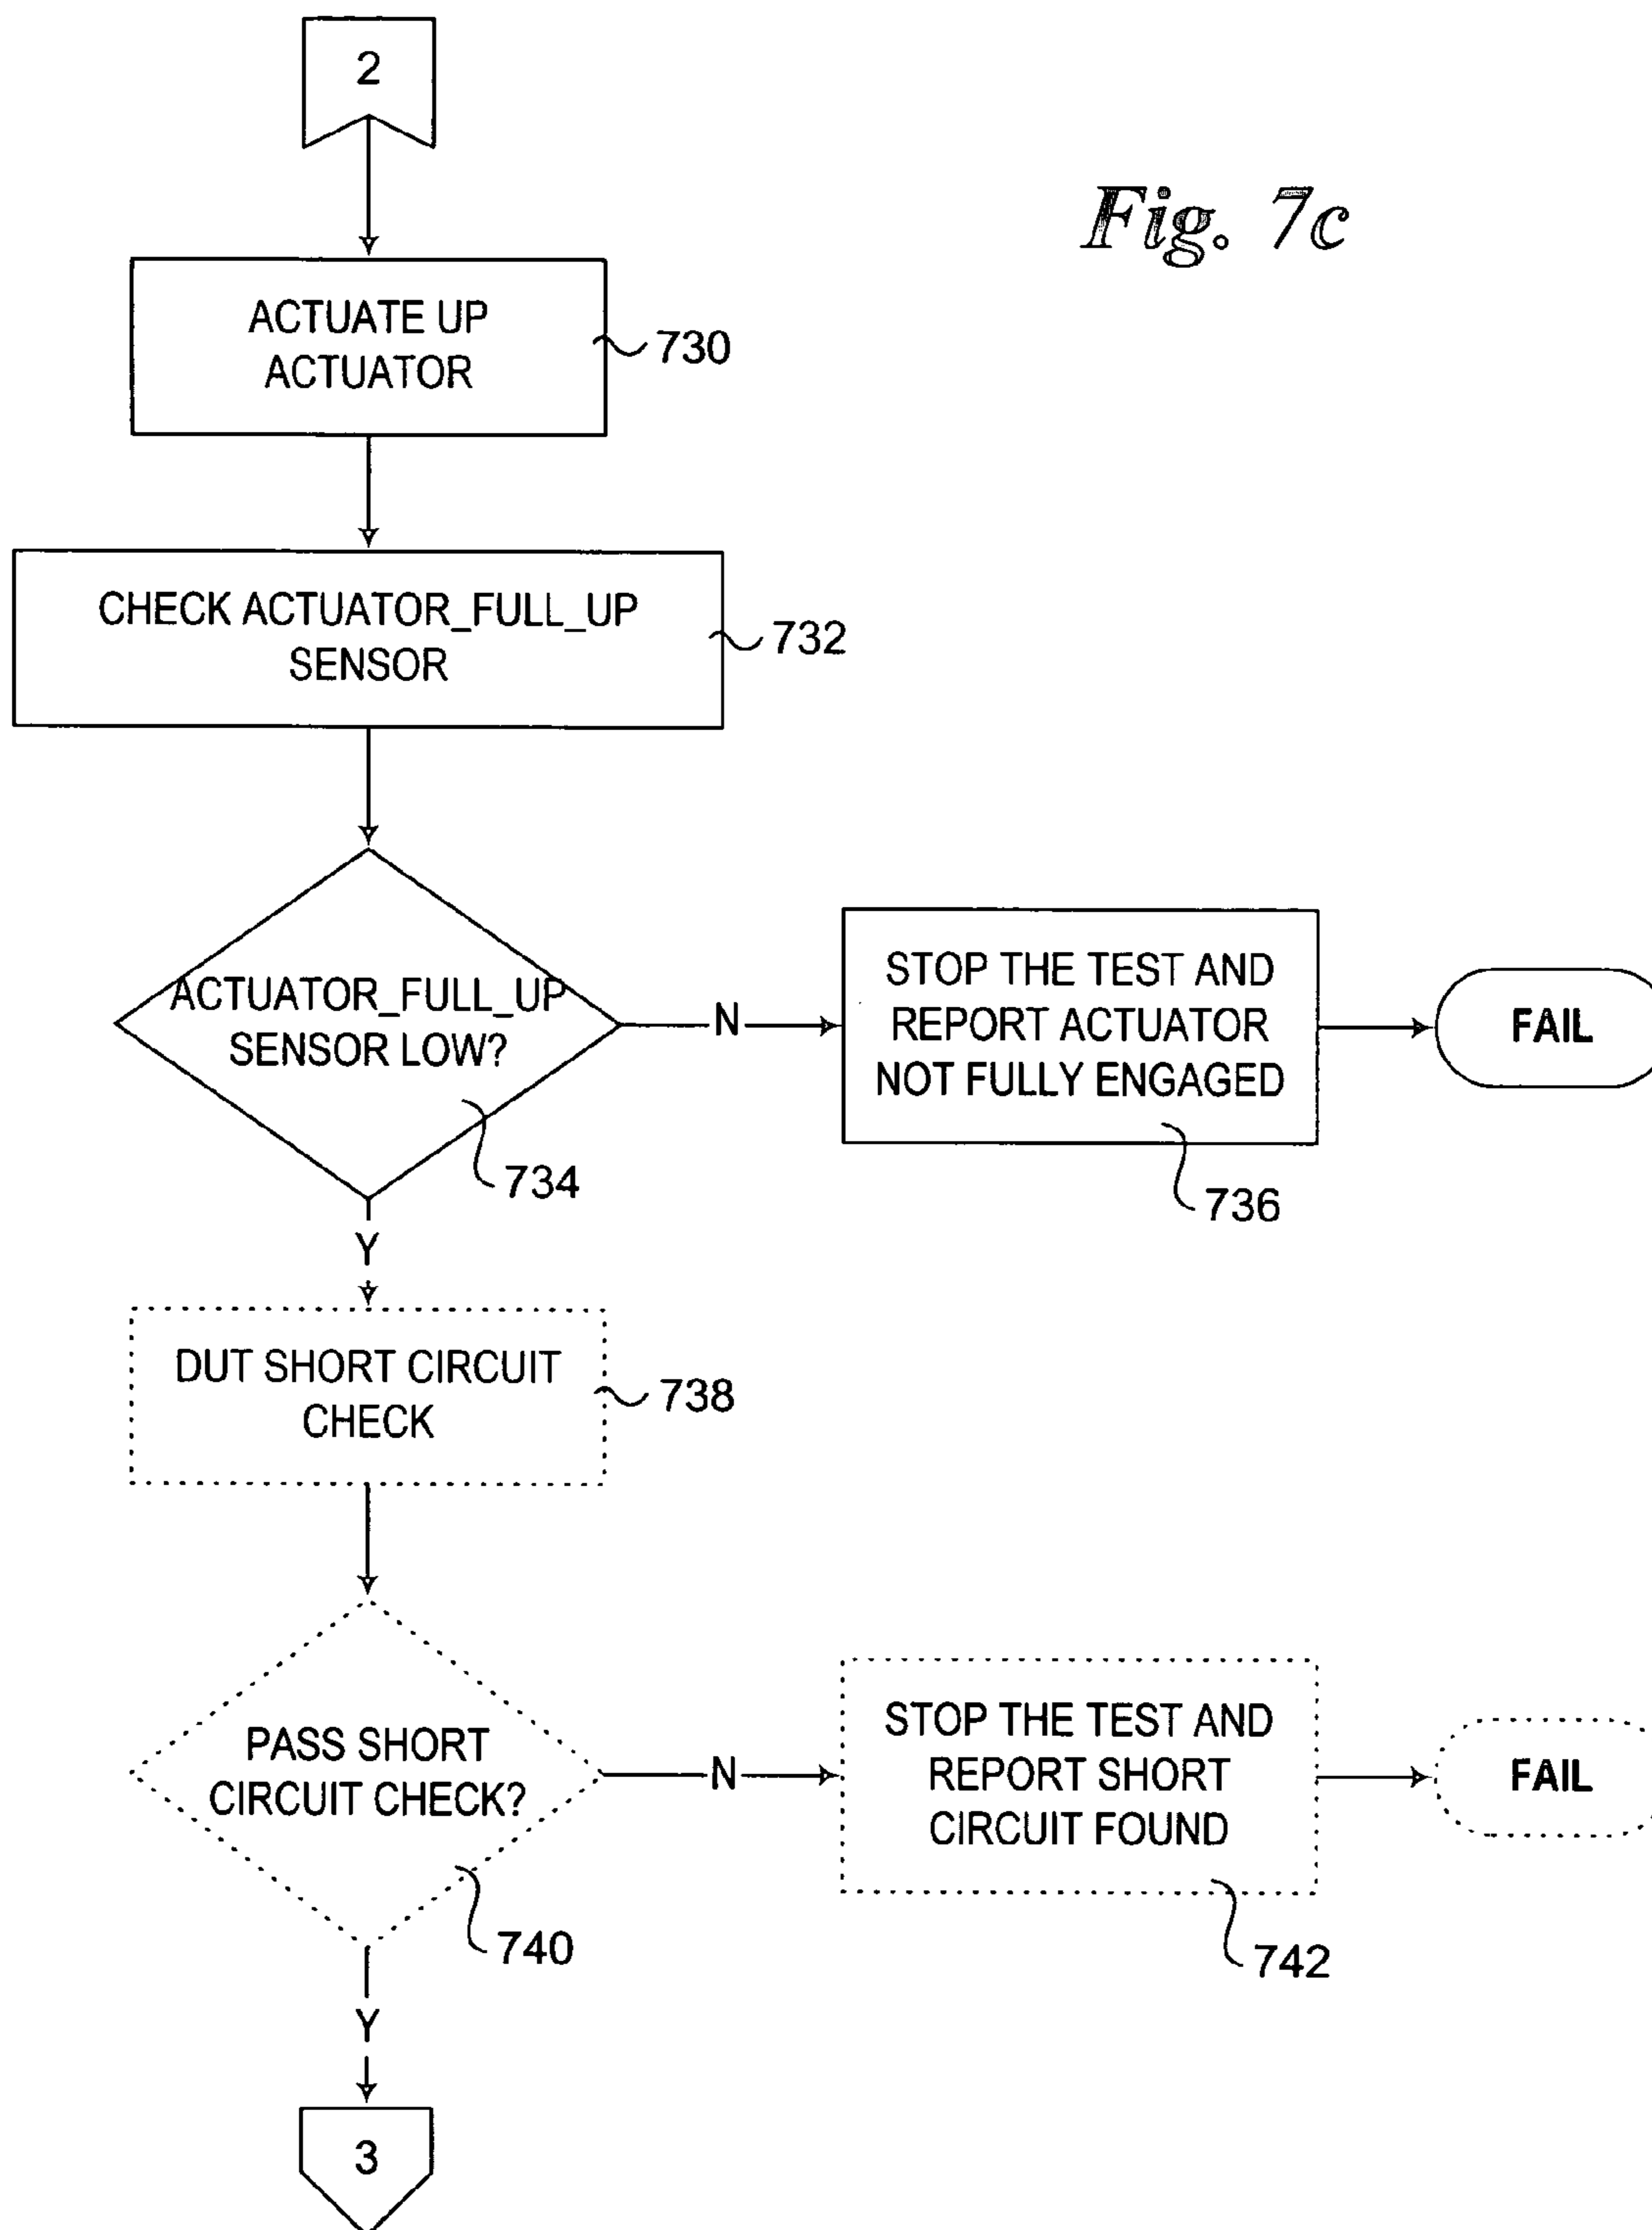 2
Fig. 7c
ACTUATE UP
ACTUATOR
730
CHECK ACTUATOR_FULL_UP
SENSOR
732
ACTUATOR_FULL_UP
SENSOR LOW?
734
N
STOP THE TEST AND
REPORT ACTUATOR
NOT FULLY ENGAGED
736
FAIL
Y
DUT SHORT CIRCUIT
CHECK
738
PASS SHORT
CIRCUIT CHECK?
740
N
STOP THE TEST AND
REPORT SHORT
CIRCUIT FOUND
742
FAIL
Y
3